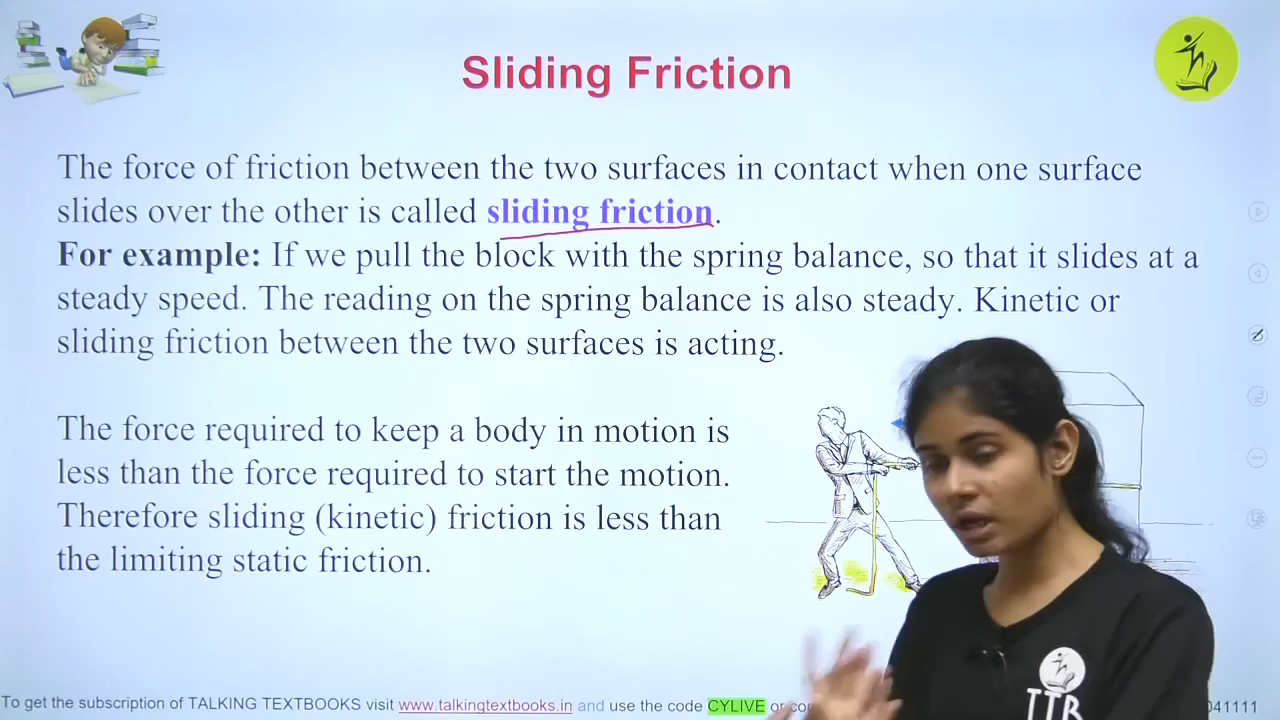 Sliding Friction
The force of friction between the two surfaces in contact when one surface
slides over the other is called sliding friction.
For example: If we pull the block with the spring balance, so that it slides at a
steady speed. The reading on the spring balance is also steady. Kinetic or
sliding friction between the two surfaces is acting.
The force required to keep a body in motion is
less than the force required to start the motion.
Therefore sliding (kinetic) friction is less than
the limiting static friction.
TTB
To get the subscription of TALKING TEXTBOOKS visit www.talkingtextbooks.in and use the code CYLIVE or 041111